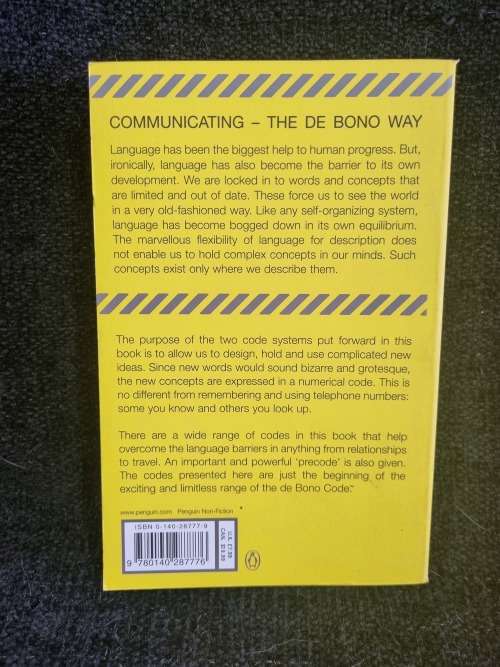 COMMUNICATING – THE DE BONO WAY
Language has been the biggest help to human progress. But,
ironically, language has also become the barrier to its own
development. We are locked in to words and concepts that
are limited and out of date. These force us to see the world
in a very old-fashioned way. Like any self-organizing system,
language has become bogged down in its own equilibrium.
The marvellous flexibility of language for description does
not enable us to hold complex concepts in our minds. Such
concepts exist only where we describe them.
The purpose of the two code systems put forward in this
book is to allow us to design, hold and use complicated new
ideas. Since new words would sound bizarre and grotesque,
the new concepts are expressed in a numerical code. This is
no different from remembering and using telephone numbers:
some you know and others you look up.
There are a wide range of codes in this book that help
overcome the language barriers in anything from relationships
to travel. An important and powerful 'precode' is also given.
The codes presented here are just the beginning of the
exciting and limitless range of the de Bono Code.™
www.penguin.com Penguin Non-Fiction
ISBN 0-140-28777-9
9 780140 287776
U.K. £7.99
CAN.